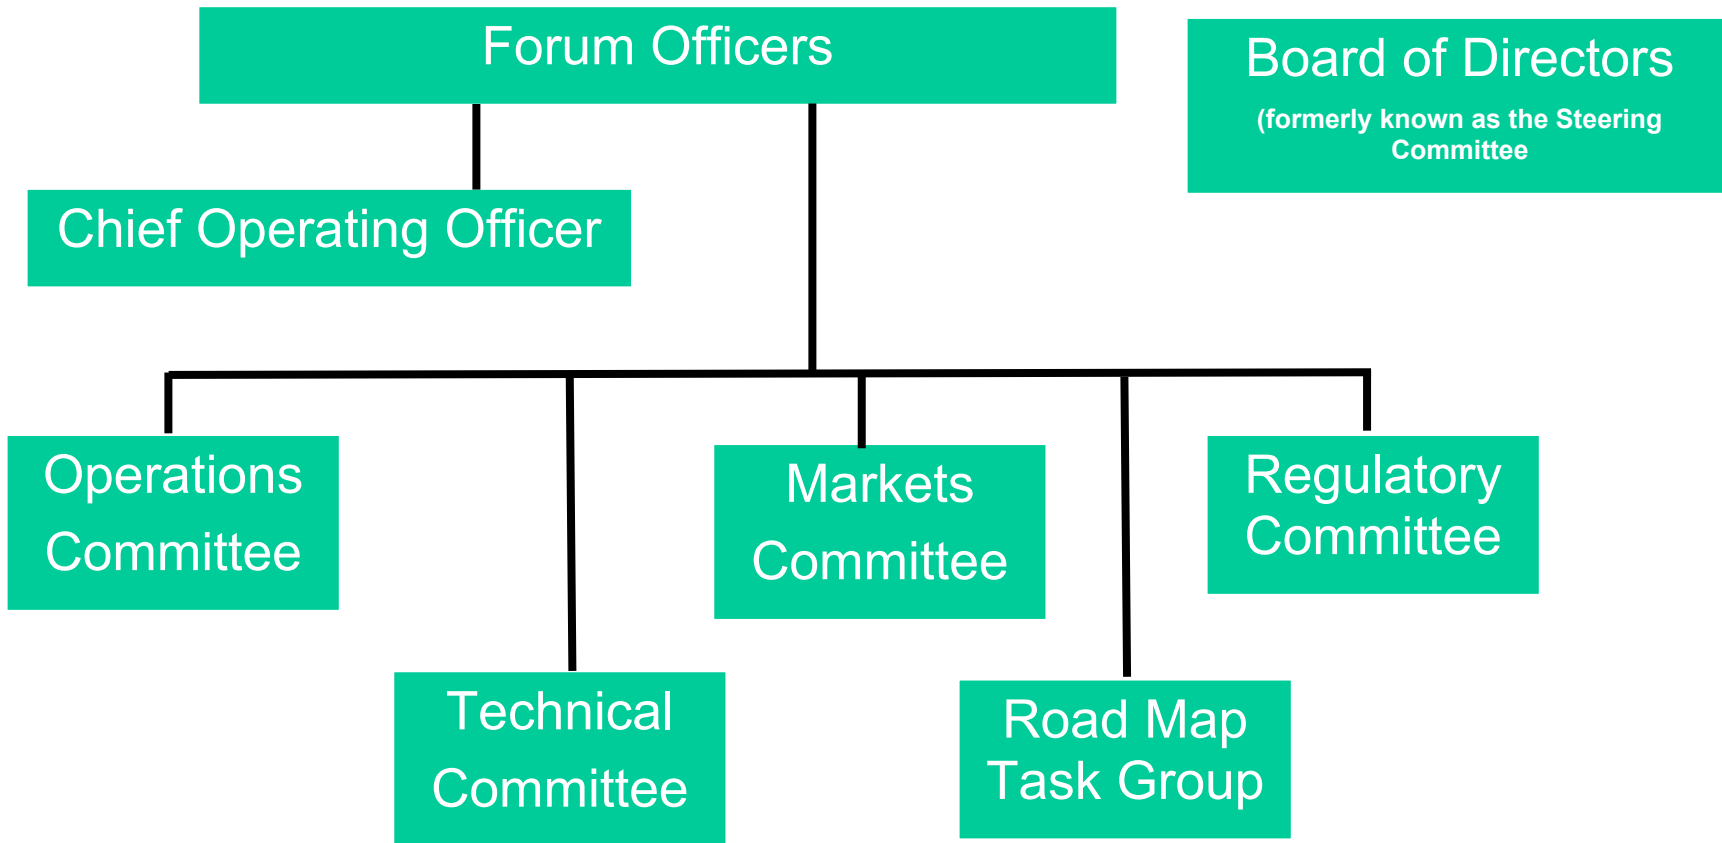 Forum Officers
Board of Directors
(formerly known as the Steering
Committee
Chief Operating Officer
Operations
Committee
Markets
Committee
Regulatory
Committee
Technical
Committee
Road Map
Task Group